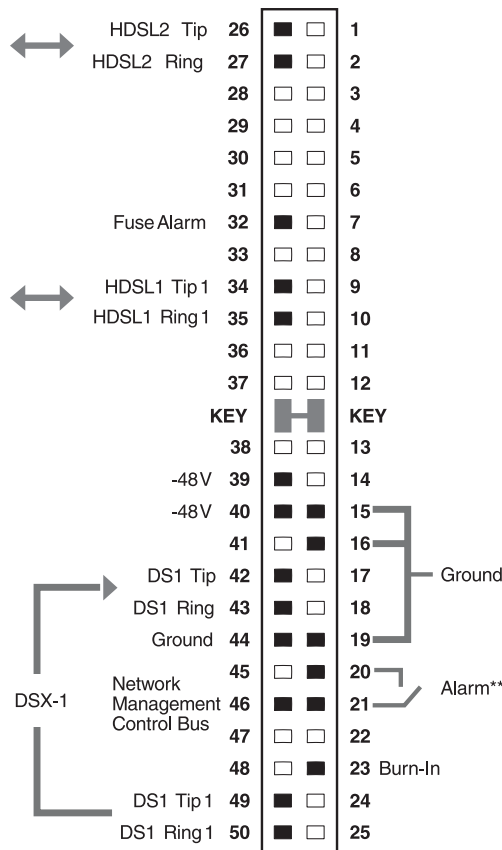 HDSL2 Tip 26 1
HDSL2 Ring 27 2
28 3
29 4
30 5
31 6
Fuse Alarm 32 7
33 8
HDSL1 Tip 1 34 9
HDSL1 Ring 1 35 10
36 11
37 12
KEY KEY
38 13
-48V 39 14
-48V 40 15
41 16
DS1 Tip 42 17
Ground
DS1 Ring 43 18
Ground 44 19
45 20
Network
Management 46 21
Control Bus
Alarm**
DSX-1
47 22
48 23 Burn-In
DS1 Tip 1 49 24
DS1 Ring 1 50 25